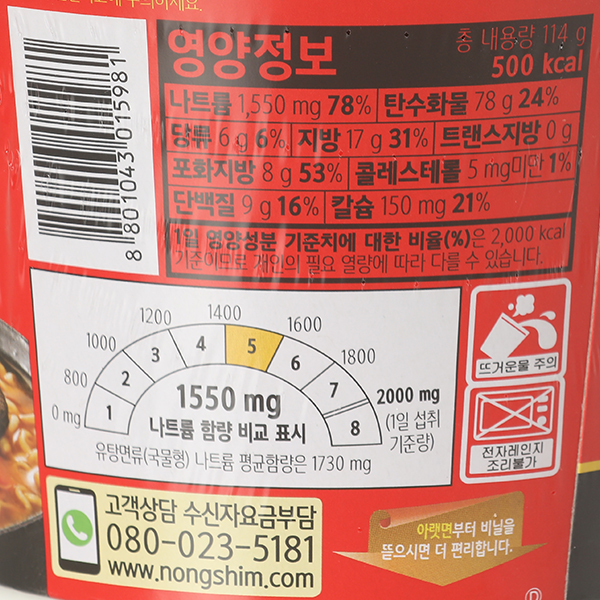 영양정보
총 내용량 114 g
500 kcal
나트륨 1,550 mg 78% 탄수화물 78 g 24%
당류 6 g 6% 지방 17 g 31% 트랜스지방 0 g
포화지방 8 g 53% 콜레스테롤 5 mg미만 1%
단백질 9 g 16% 칼슘 150 mg 21%
1일 영양성분 기준치에 대한 비율(%)은 2,000 kcal
기준이므로 개인의 필요 열량에 따라 다를 수 있습니다.
8 801043 015981
0 mg 800 1000 1200 1400 1600 1800 2000 mg
(1일 섭취
기준량)
1 2 3 4 5 6 7 8
1550 mg
나트륨 함량 비교 표시
유탕면류(국물형) 나트륨 평균함량은 1730 mg
뜨거운물 주의
전자레인지
조리불가
고객상담 수신자요금부담
080-023-5181
www.nongshim.com
아랫면부터 비닐을
뜯으시면 더 편리합니다.